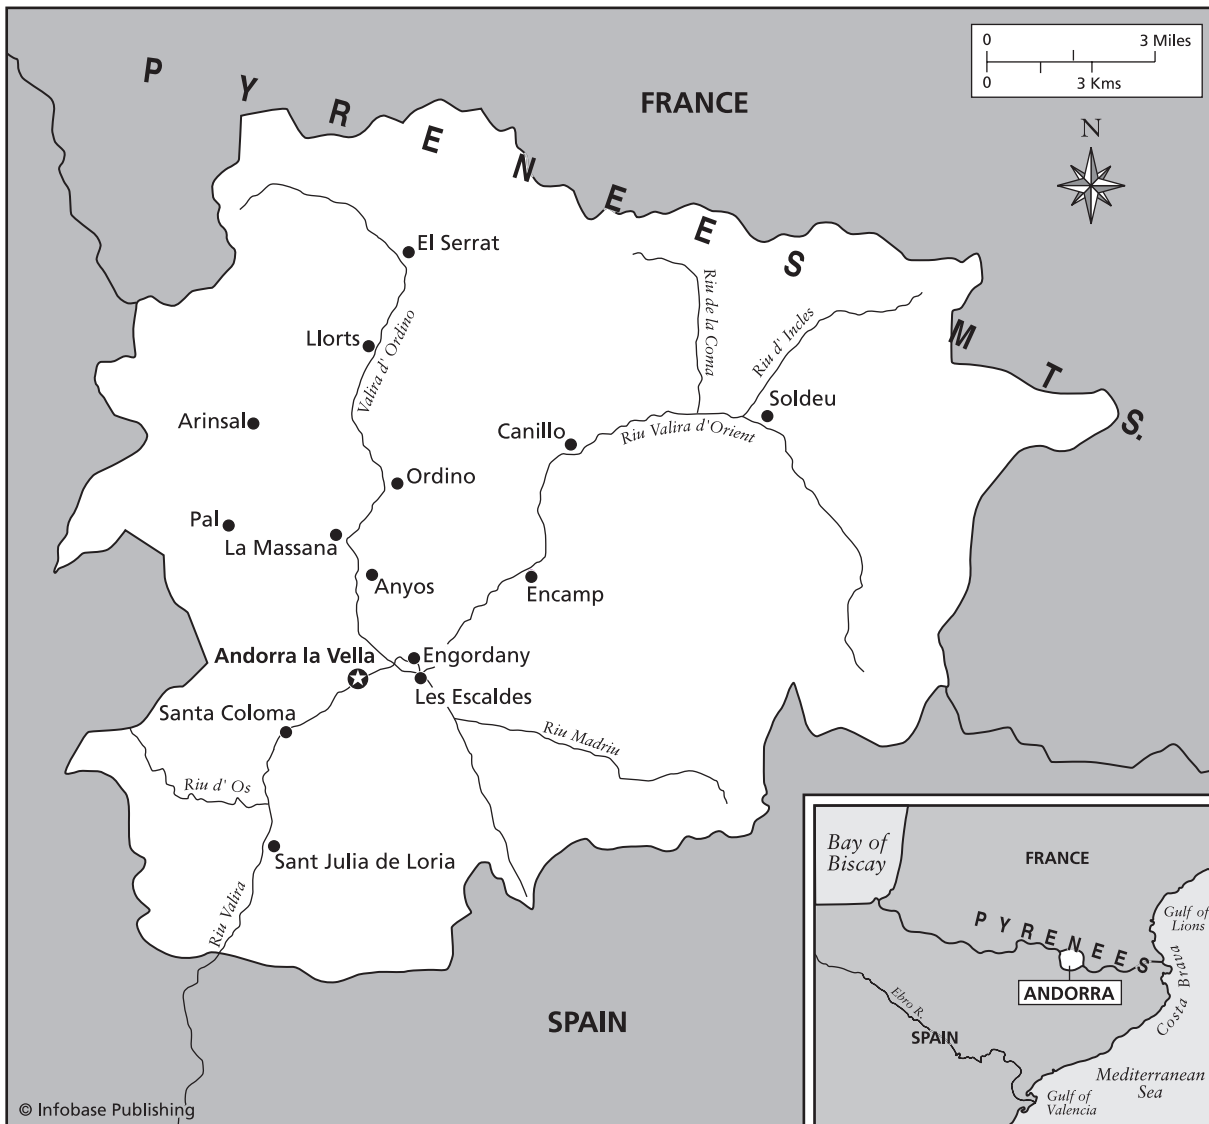 P Y R E N E E S M T S.
FRANCE
0 3 Miles
0 3 Kms
N
El Serrat
Valira d' Ordino
Llorts
Riu de la Coma
Riu d' Incles
Arinsal
Soldeu
Canillo
Riu Valira d'Orient
Ordino
Pal
La Massana
Anyos
Encamp
Andorra la Vella
Engordany
Les Escaldes
Santa Coloma
Riu Madriu
Riu d' Os
Sant Julia de Loria
Riu Valira
SPAIN
© Infobase Publishing
Bay of
Biscay
FRANCE
Gulf of
Lions
PYRENEES
ANDORRA
Costa Brava
Ebro R.
SPAIN
Mediterranean
Sea
Gulf of
Valencia